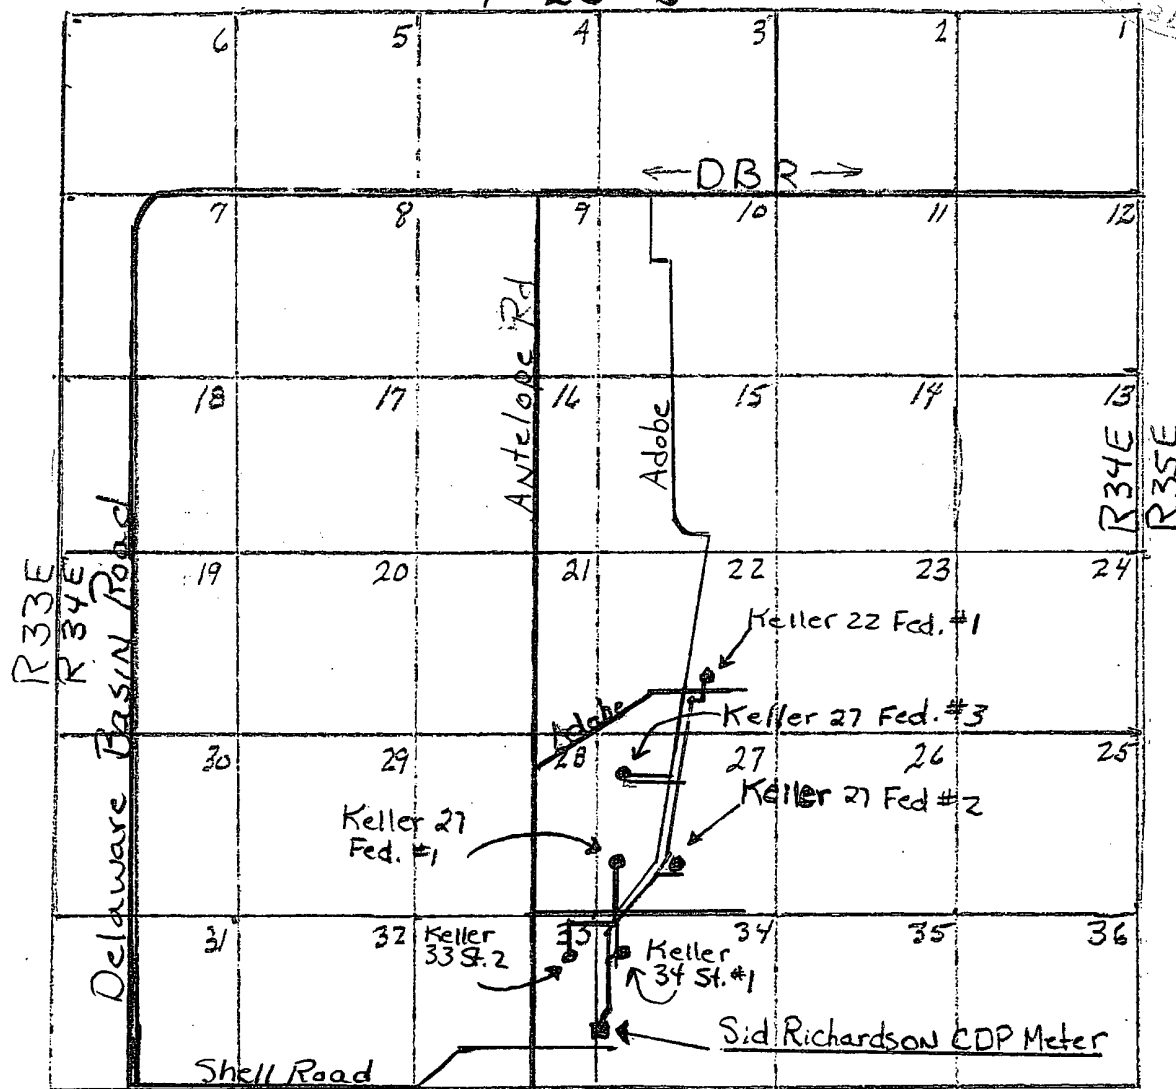 6 5 4 3 2 1
← DBR →
7 8 9 10 11 12
Antelope Rd
18 17 16 15 14 13
Adobe
R34E
R35E
Delaware Basin Road
R33E
R34E
19 20 21 22 23 24
Keller 22 Fed. #1
Adobe
Keller 27 Fed. #3
30 29 28 27 26 25
Keller 27 Fed #2
Keller 27
Fed. #1
31 32 33 34 35 36
Keller
33 St. 2
Keller
34 St. #1
Sid Richardson CDP Meter
Shell Road